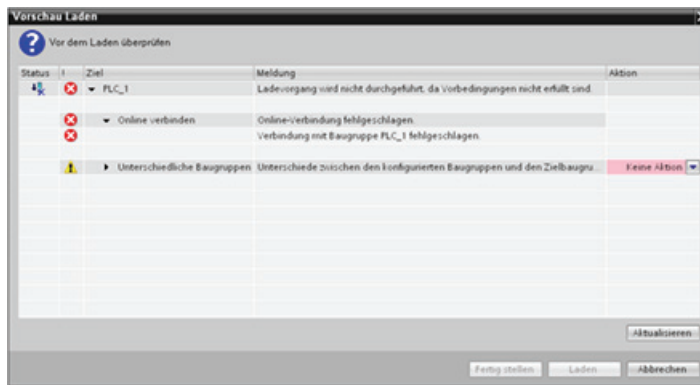 Vorschau Laden
Vor dem Laden überprüfen
Status ! Ziel Meldung Aktion
PLC_1 Ladevorgang wird nicht durchgeführt, da Vorbedingungen nicht erfüllt sind.
Online verbinden Online-Verbindung fehlgeschlagen.
Verbindung mit Baugruppe PLC_1 fehlgeschlagen.
Unterschiedliche Baugruppen Unterschiede zwischen den konfigurierten Baugruppen und den Zielbaugru... Keine Aktion
Aktualisieren
Fertig stellen Laden Abbrechen